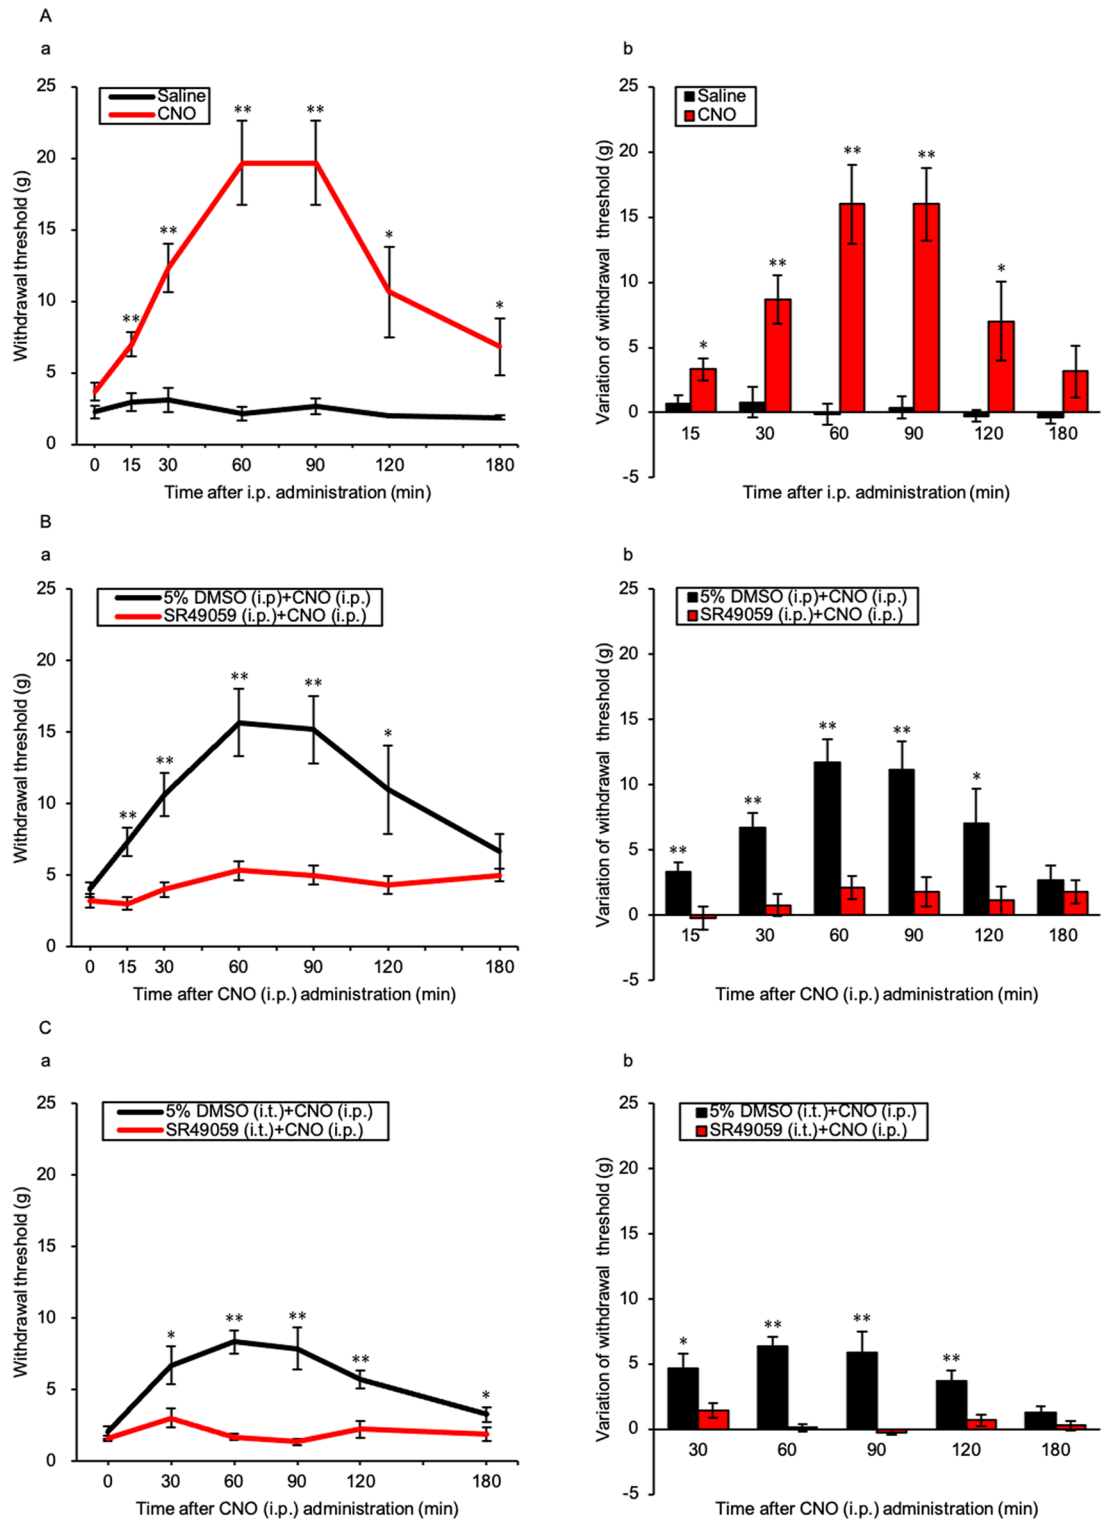 A
a
25
20
15
10
5
0
Withdrawal threshold (g)
Saline
CNO
**
**
**
**
*
*
0 15 30 60 90 120 180
Time after i.p. administration (min)
b
25
20
15
10
5
0
-5
Variation of withdrawal threshold (g)
Saline
CNO
*
**
**
**
*
15 30 60 90 120 180
Time after i.p. administration (min)
B
a
25
20
15
10
5
0
Withdrawal threshold (g)
5% DMSO (i.p)+CNO (i.p.)
SR49059 (i.p.)+CNO (i.p.)
**
**
**
**
*
0 15 30 60 90 120 180
Time after CNO (i.p.) administration (min)
b
25
20
15
10
5
0
-5
Variation of withdrawal threshold (g)
5% DMSO (i.p)+CNO (i.p.)
SR49059 (i.p.)+CNO (i.p.)
**
**
**
**
*
15 30 60 90 120 180
Time after CNO (i.p.) administration (min)
C
a
25
20
15
10
5
0
Withdrawal threshold (g)
5% DMSO (i.t.)+CNO (i.p.)
SR49059 (i.t.)+CNO (i.p.)
*
**
**
**
*
0 30 60 90 120 180
Time after CNO (i.p.) administration (min)
b
25
20
15
10
5
0
-5
Variation of withdrawal threshold (g)
5% DMSO (i.t.)+CNO (i.p.)
SR49059 (i.t.)+CNO (i.p.)
*
**
**
**
30 60 90 120 180
Time after CNO (i.p.) administration (min)